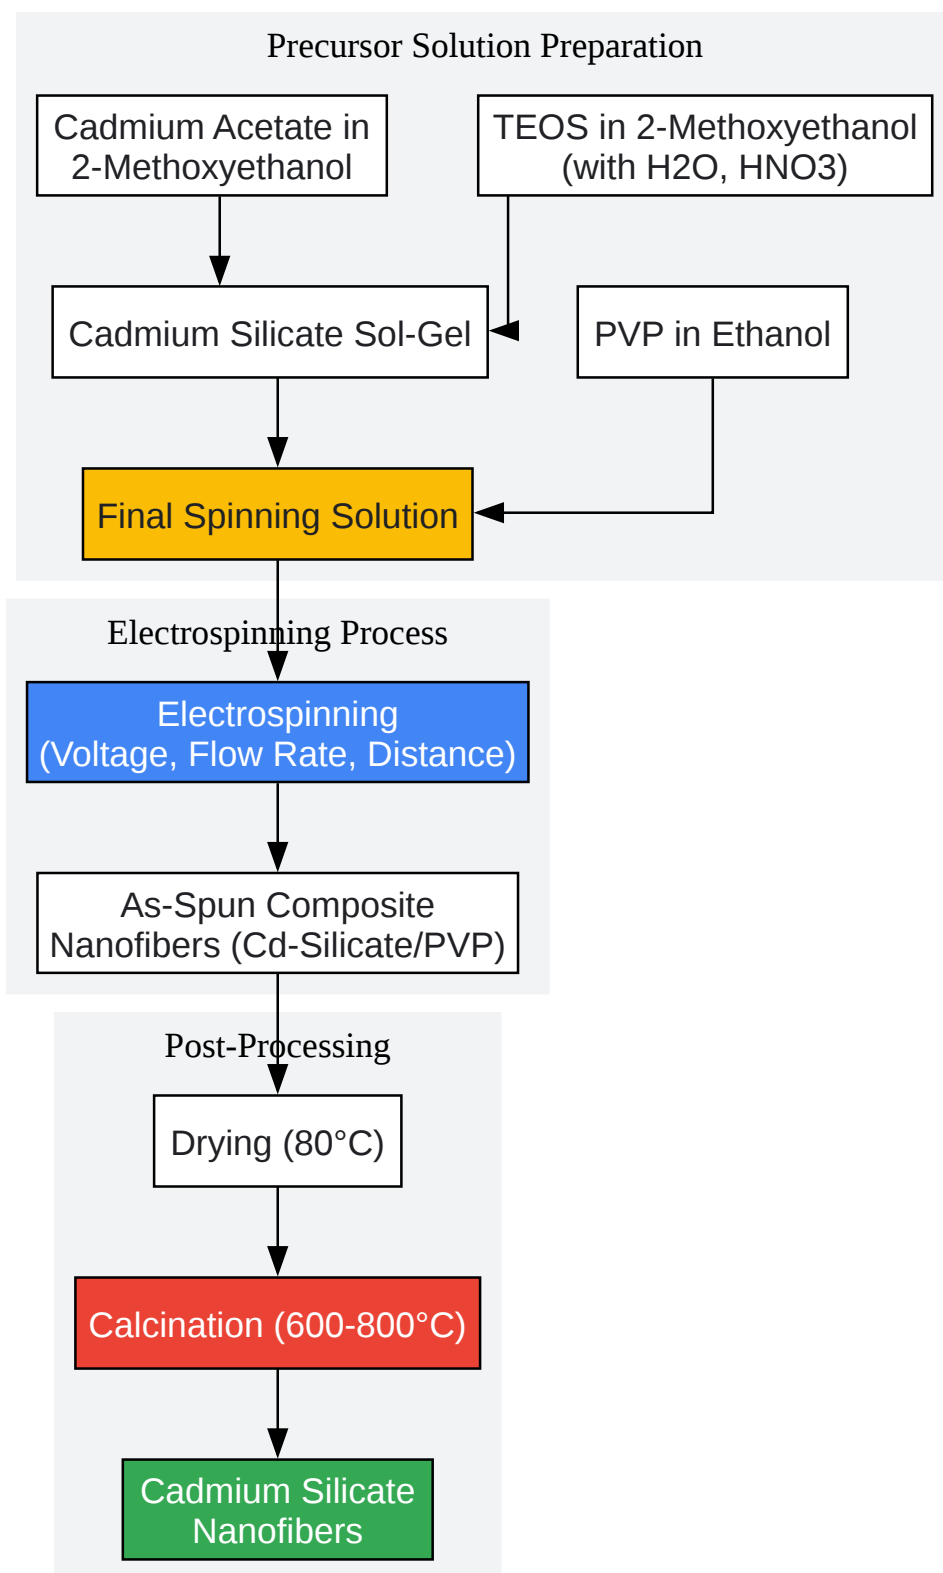 Precursor Solution Preparation
Cadmium Acetate in
2-Methoxyethanol
TEOS in 2-Methoxyethanol
(with H2O, HNO3)
Cadmium Silicate Sol-Gel
PVP in Ethanol
Final Spinning Solution
Electrospinning Process
Electrospinning
(Voltage, Flow Rate, Distance)
As-Spun Composite
Nanofibers (Cd-Silicate/PVP)
Post-Processing
Drying (80°C)
Calcination (600-800°C)
Cadmium Silicate
Nanofibers